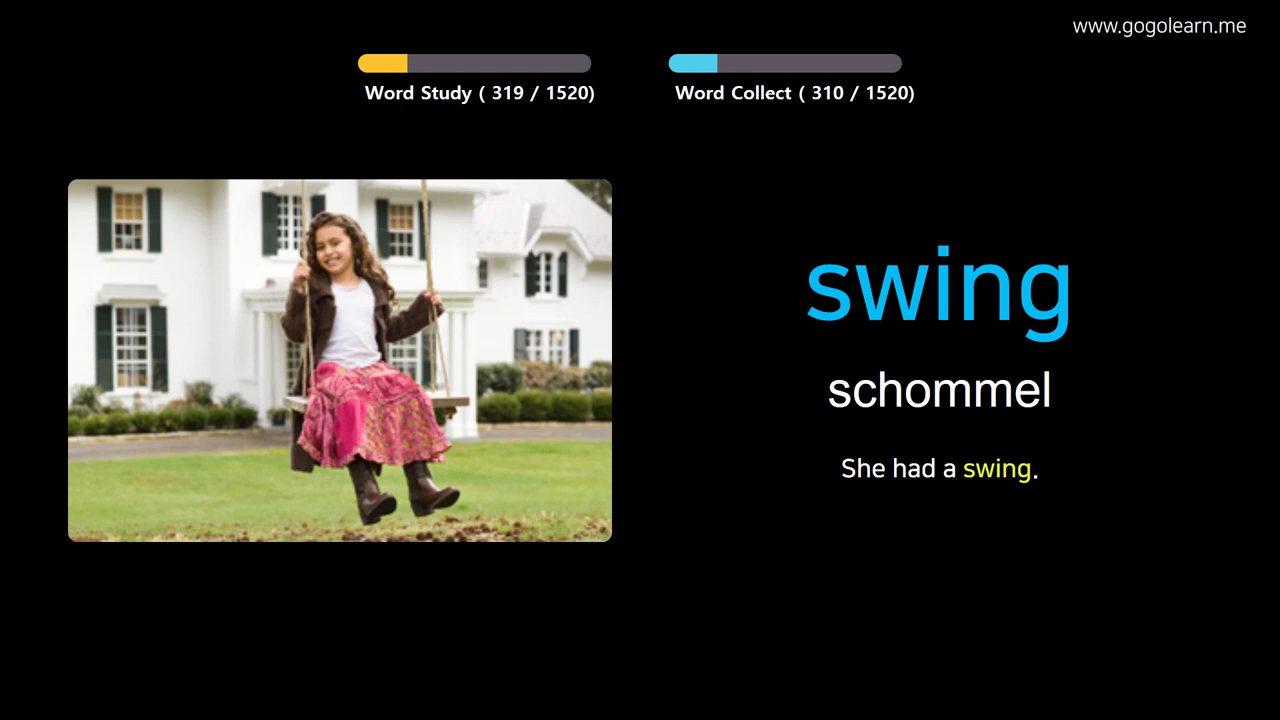 www.gogolearn.me
Word Study ( 319 / 1520)
Word Collect ( 310 / 1520)
swing
schommel
She had a swing.